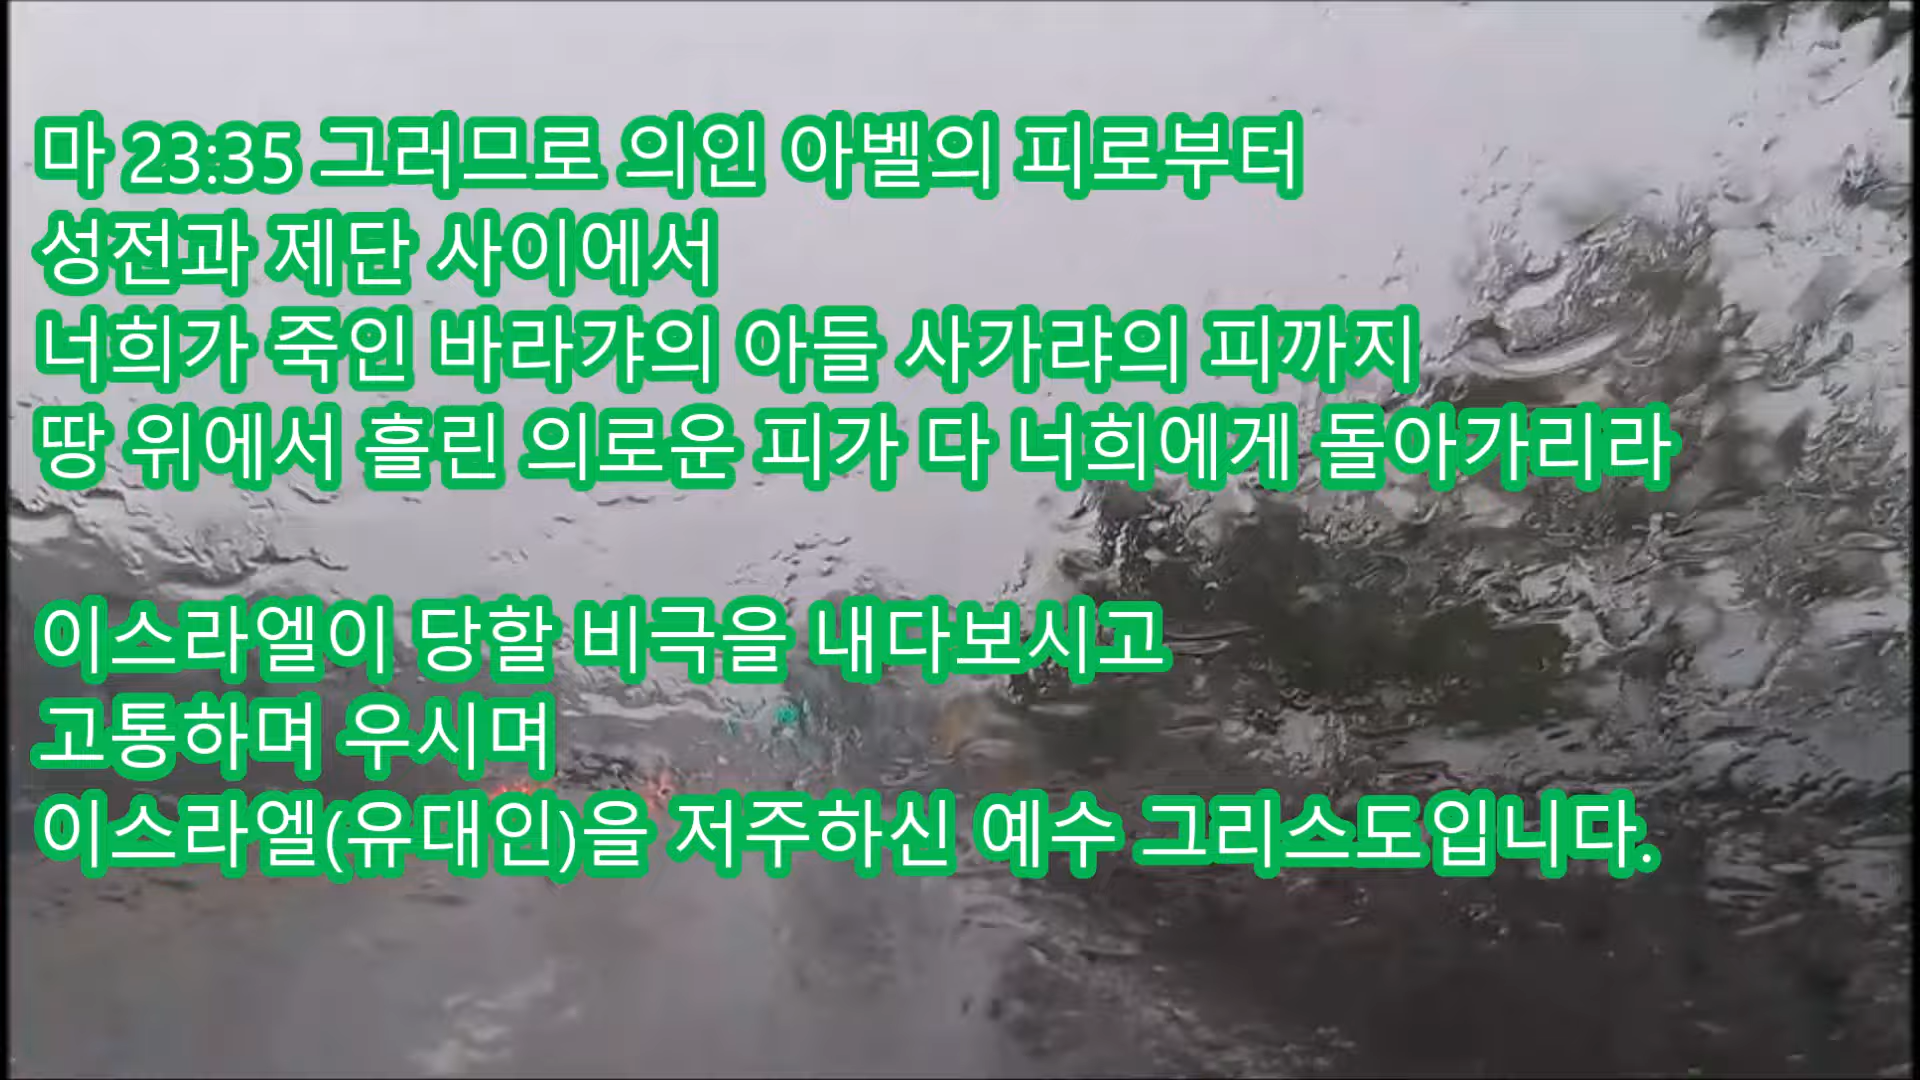 마 23:35 그러므로 의인 아벨의 피로부터
성전과 제단 사이에서
너희가 죽인 바라갸의 아들 사가랴의 피까지
땅 위에서 흘린 의로운 피가 다 너희에게 돌아가리라
이스라엘이 당할 비극을 내다보시고
고통하며 우시며
이스라엘(유대인)을 저주하신 예수 그리스도입니다.